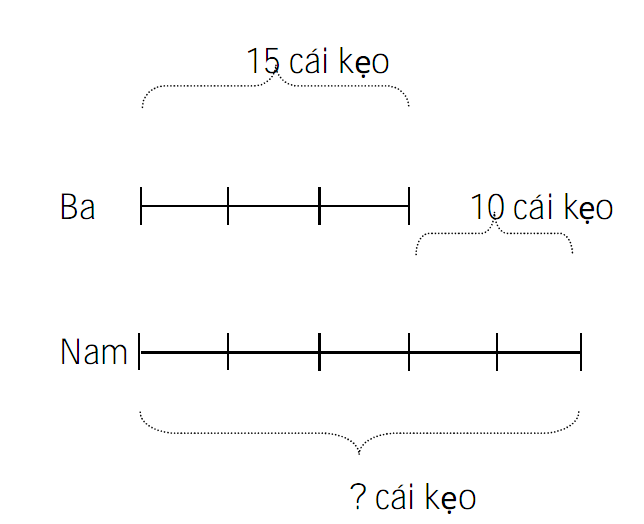 15 cái kẹo
Ba
10 cái kẹo
Nam
? cái kẹo